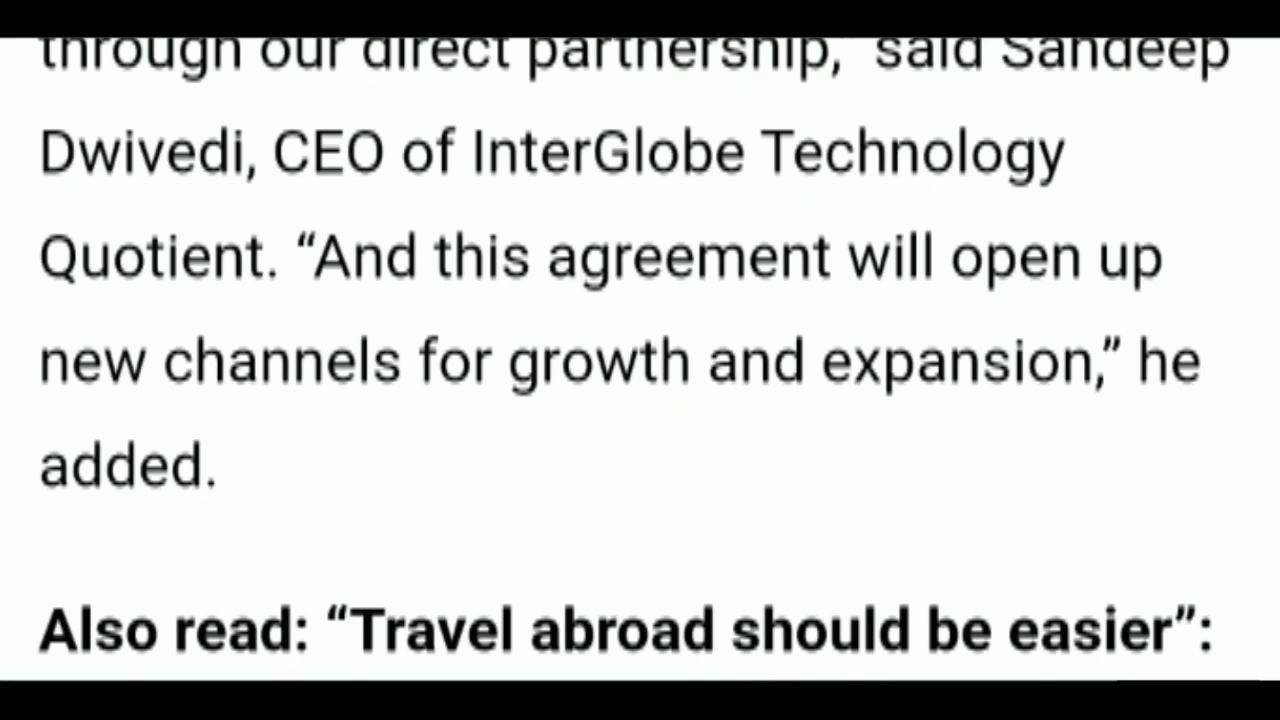 through our direct partnership,” said Sandeep
Dwivedi, CEO of InterGlobe Technology
Quotient. “And this agreement will open up
new channels for growth and expansion,” he
added.
Also read: “Travel abroad should be easier”: